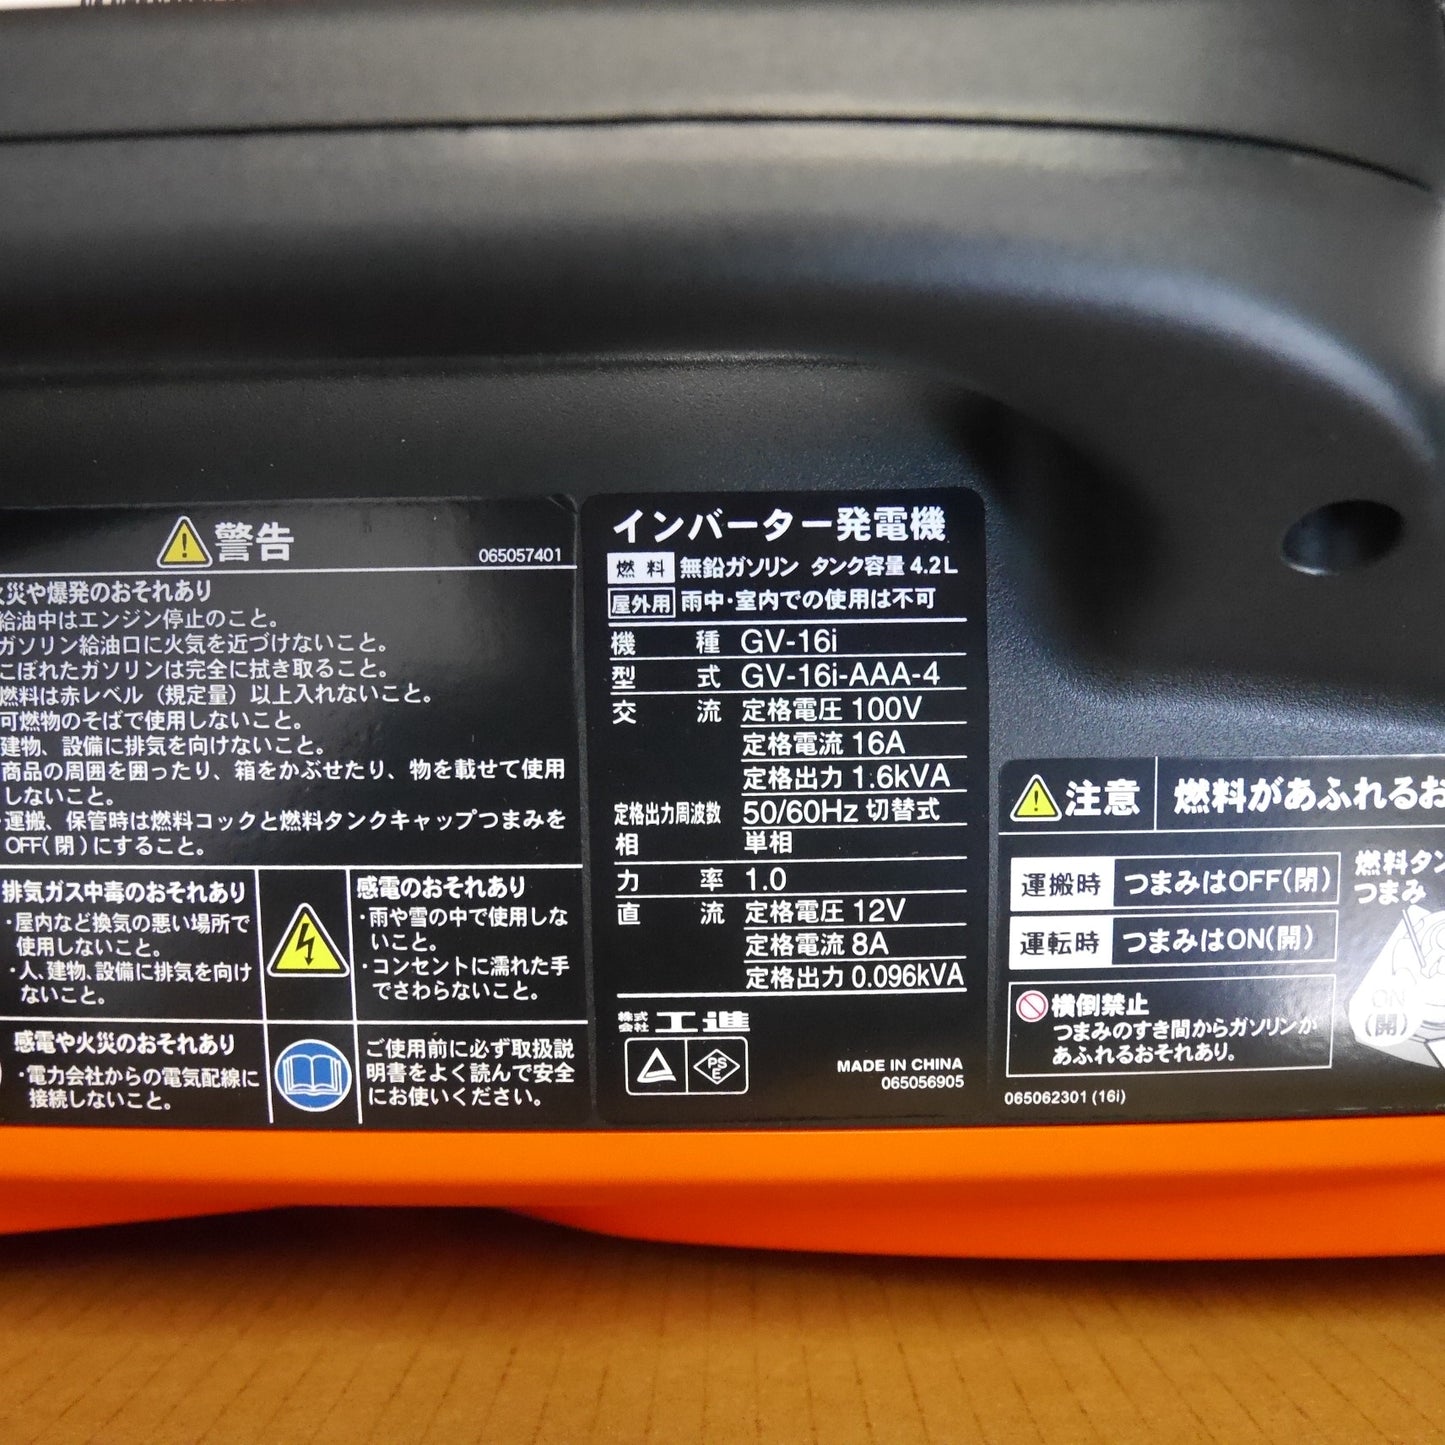 警告
065057401
火災や爆発のおそれあり
給油中はエンジン停止のこと。
ガソリン給油口に火気を近づけないこと。
こぼれたガソリンは完全に拭き取ること。
燃料は赤レベル（規定量）以上入れないこと。
可燃物のそばで使用しないこと。
建物、設備に排気を向けないこと。
商品の周囲を囲ったり、箱をかぶせたり、物を載せて使用
しないこと。
・運搬、保管時は燃料コックと燃料タンクキャップつまみを
OFF(閉)にすること。
排気ガス中毒のおそれあり
・屋内など換気の悪い場所で
使用しないこと。
・人、建物、設備に排気を向け
ないこと。
感電のおそれあり
・雨や雪の中で使用しな
いこと。
・コンセントに濡れた手
でさわらないこと。
感電や火災のおそれあり
・電力会社からの電気配線に
接続しないこと。
ご使用前に必ず取扱説
明書をよく読んで安全
にお使いください。
インバーター発電機
燃料 無鉛ガソリン タンク容量 4.2L
屋外用 雨中・室内での使用は不可
機種 GV-16i
型式 GV-16i-AAA-4
交流 定格電圧 100V
定格電流 16A
定格出力 1.6kVA
定格出力周波数 50/60Hz 切替式
相 単相
力率 1.0
直流 定格電圧 12V
定格電流 8A
定格出力 0.096kVA
株式会社 工進
PSE
MADE IN CHINA
065056905
注意 燃料があふれるお
運搬時 つまみはOFF(閉)
運転時 つまみはON(開)
横倒禁止
つまみのすき間からガソリンが
あふれるおそれあり。
燃料タン
つまみ
ON
(開)
065062301 (16i)